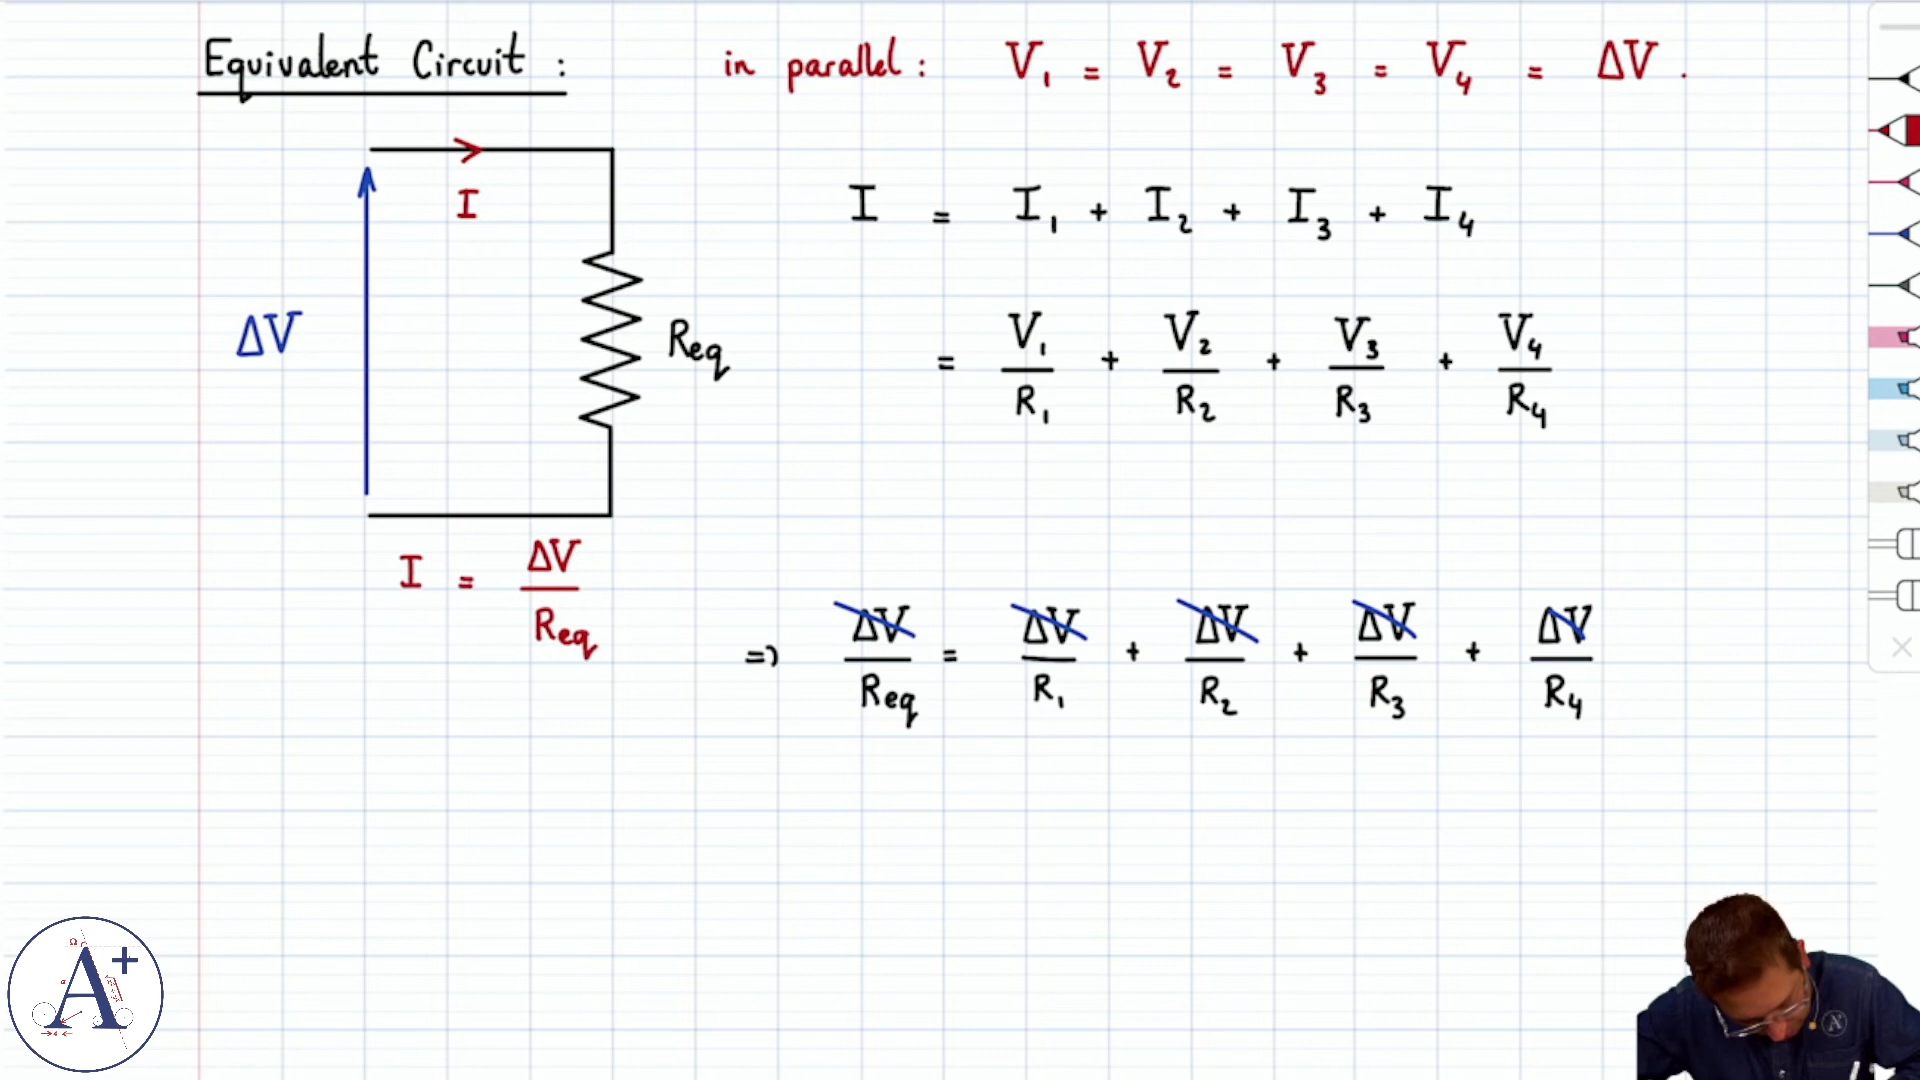 Equivalent Circuit :
in parallel : V₁ = V₂ = V₃ = V₄ = ΔV .
I
ΔV
Req
I = ΔV / Req
I = I₁ + I₂ + I₃ + I₄
= V₁/R₁ + V₂/R₂ + V₃/R₃ + V₄/R₄
=> ΔV/Req = ΔV/R₁ + ΔV/R₂ + ΔV/R₃ + ΔV/R₄
A+